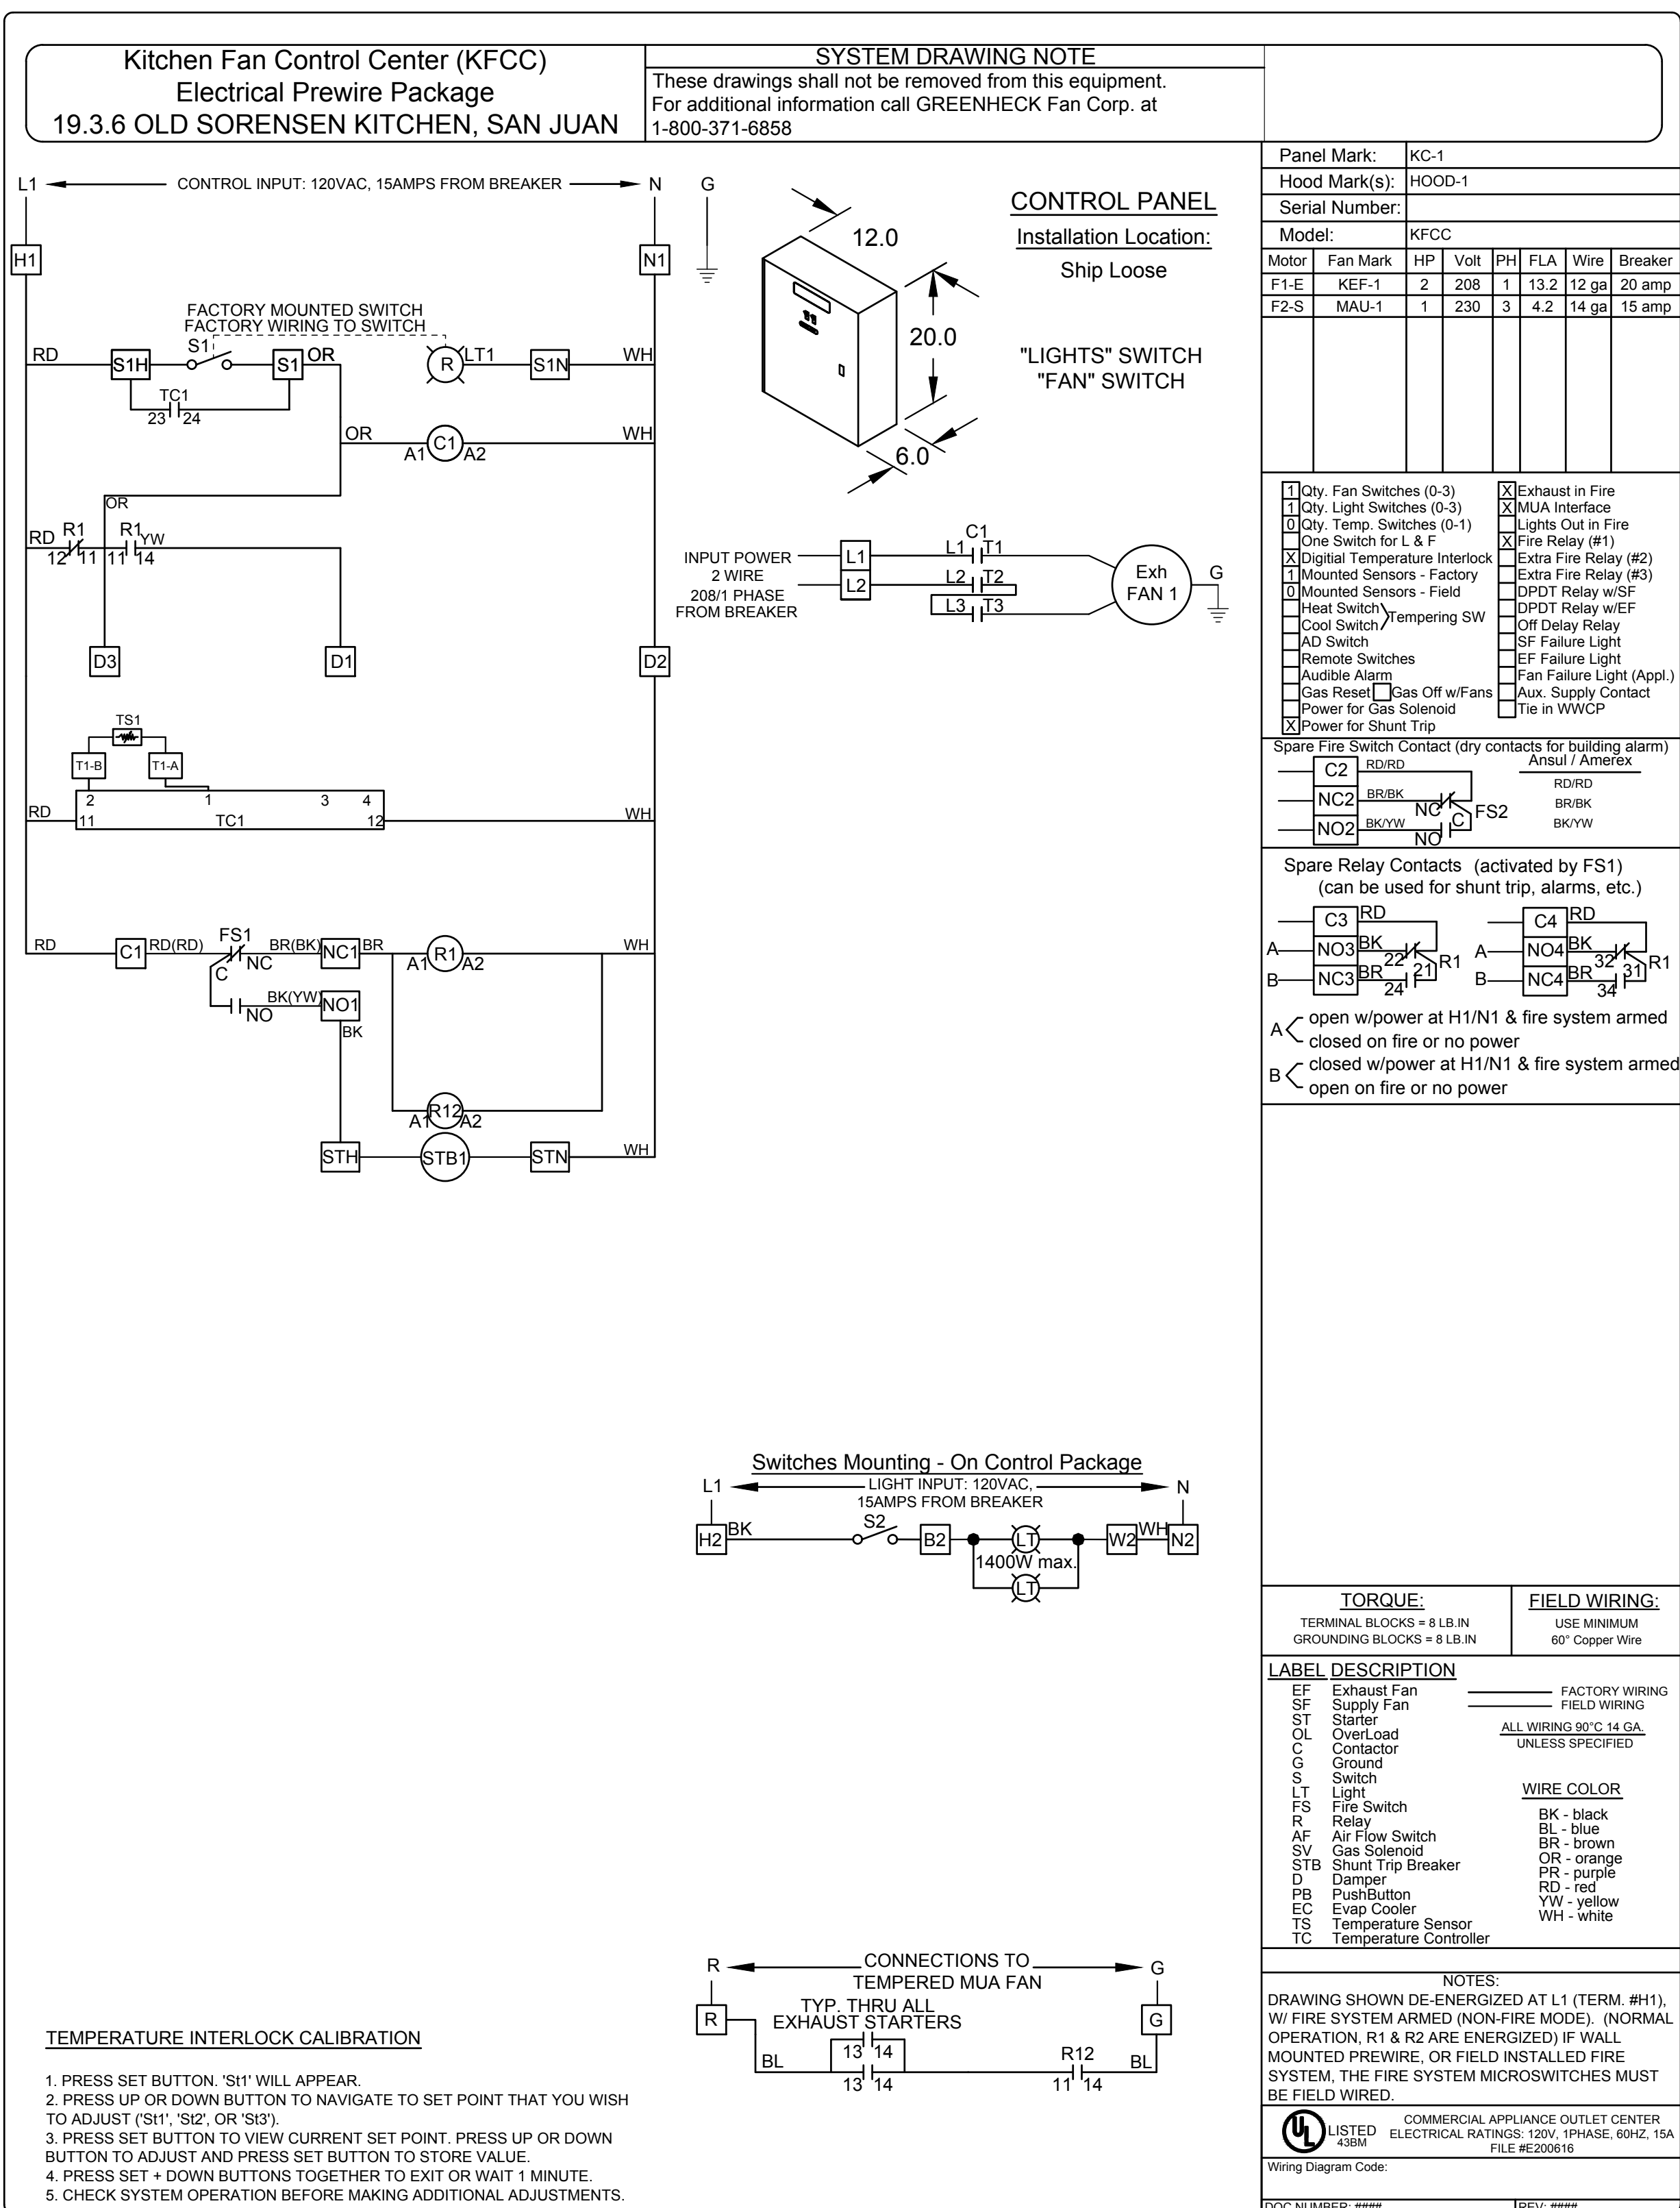 Kitchen Fan Control Center (KFCC)
Electrical Prewire Package
19.3.6 OLD SORENSEN KITCHEN, SAN JUAN
SYSTEM DRAWING NOTE
These drawings shall not be removed from this equipment.
For additional information call GREENHECK Fan Corp. at
1-800-371-6858
Panel Mark: KC-1
Hood Mark(s): HOOD-1
Serial Number:
Model: KFCC
Motor Fan Mark HP Volt PH FLA Wire Breaker
F1-E KEF-1 2 208 1 13.2 12 ga 20 amp
F2-S MAU-1 1 230 3 4.2 14 ga 15 amp
L1 CONTROL INPUT: 120VAC, 15AMPS FROM BREAKER N G
H1 N1
FACTORY MOUNTED SWITCH
FACTORY WIRING TO SWITCH
RD S1H S1 S1 OR R LT1 S1N WH
TC1
23 24
OR A1 C1 A2 WH
OR
RD R1 R1 YW
12 11 11 14
D3 D1 D2
TS1
T1-B T1-A
2 1 3 4
RD 11 TC1 12 WH
RD C1 RD(RD) FS1 BR(BK) NC1 BR A1 R1 A2 WH
C NC
NO BK(YW) NO1
BK
A1 R12 A2
STH STB1 STN WH
CONTROL PANEL
Installation Location:
Ship Loose
12.0
20.0
6.0
"LIGHTS" SWITCH
"FAN" SWITCH
INPUT POWER
2 WIRE
208/1 PHASE
FROM BREAKER
L1
L2
C1
L1 T1
L2 T2
L3 T3
Exh
FAN 1
G
1 Qty. Fan Switches (0-3)
1 Qty. Light Switches (0-3)
0 Qty. Temp. Switches (0-1)
One Switch for L & F
X Digitial Temperature Interlock
1 Mounted Sensors - Factory
0 Mounted Sensors - Field
Heat Switch
Cool Switch
Tempering SW
AD Switch
Remote Switches
Audible Alarm
Gas Reset Gas Off w/Fans
Power for Gas Solenoid
X Power for Shunt Trip
X Exhaust in Fire
X MUA Interface
Lights Out in Fire
X Fire Relay (#1)
Extra Fire Relay (#2)
Extra Fire Relay (#3)
DPDT Relay w/SF
DPDT Relay w/EF
Off Delay Relay
SF Failure Light
EF Failure Light
Fan Failure Light (Appl.)
Aux. Supply Contact
Tie in WWCP
Spare Fire Switch Contact (dry contacts for building alarm)
Ansul / Amerex
C2 RD/RD RD/RD
NC2 BR/BK NC C FS2 BR/BK
NO2 BK/YW NO BK/YW
Spare Relay Contacts (activated by FS1)
(can be used for shunt trip, alarms, etc.)
C3 RD C4 RD
A NO3 BK 22 21 R1 A NO4 BK 32 31 R1
B NC3 BR 24 B NC4 BR 34
A open w/power at H1/N1 & fire system armed
closed on fire or no power
B closed w/power at H1/N1 & fire system armed
open on fire or no power
Switches Mounting - On Control Package
L1 LIGHT INPUT: 120VAC, N
15AMPS FROM BREAKER
H2 BK S2 B2 LT W2 WH N2
1400W max.
LT
TORQUE:
TERMINAL BLOCKS = 8 LB.IN
GROUNDING BLOCKS = 8 LB.IN
FIELD WIRING:
USE MINIMUM
60° Copper Wire
LABEL DESCRIPTION
EF Exhaust Fan
SF Supply Fan
ST Starter
OL OverLoad
C Contactor
G Ground
S Switch
LT Light
FS Fire Switch
R Relay
AF Air Flow Switch
SV Gas Solenoid
STB Shunt Trip Breaker
D Damper
PB PushButton
EC Evap Cooler
TS Temperature Sensor
TC Temperature Controller
FACTORY WIRING
FIELD WIRING
ALL WIRING 90°C 14 GA.
UNLESS SPECIFIED
WIRE COLOR
BK - black
BL - blue
BR - brown
OR - orange
PR - purple
RD - red
YW - yellow
WH - white
R CONNECTIONS TO G
TEMPERED MUA FAN
TYP. THRU ALL
EXHAUST STARTERS
R G
13 14
BL R12 BL
13 14 11 14
TEMPERATURE INTERLOCK CALIBRATION
1. PRESS SET BUTTON. 'St1' WILL APPEAR.
2. PRESS UP OR DOWN BUTTON TO NAVIGATE TO SET POINT THAT YOU WISH
TO ADJUST ('St1', 'St2', OR 'St3').
3. PRESS SET BUTTON TO VIEW CURRENT SET POINT. PRESS UP OR DOWN
BUTTON TO ADJUST AND PRESS SET BUTTON TO STORE VALUE.
4. PRESS SET + DOWN BUTTONS TOGETHER TO EXIT OR WAIT 1 MINUTE.
5. CHECK SYSTEM OPERATION BEFORE MAKING ADDITIONAL ADJUSTMENTS.
NOTES:
DRAWING SHOWN DE-ENERGIZED AT L1 (TERM. #H1),
W/ FIRE SYSTEM ARMED (NON-FIRE MODE). (NORMAL
OPERATION, R1 & R2 ARE ENERGIZED) IF WALL
MOUNTED PREWIRE, OR FIELD INSTALLED FIRE
SYSTEM, THE FIRE SYSTEM MICROSWITCHES MUST
BE FIELD WIRED.
UL LISTED
43BM
COMMERCIAL APPLIANCE OUTLET CENTER
ELECTRICAL RATINGS: 120V, 1PHASE, 60HZ, 15A
FILE #E200616
Wiring Diagram Code:
DOC NUMBER: #### REV: ####